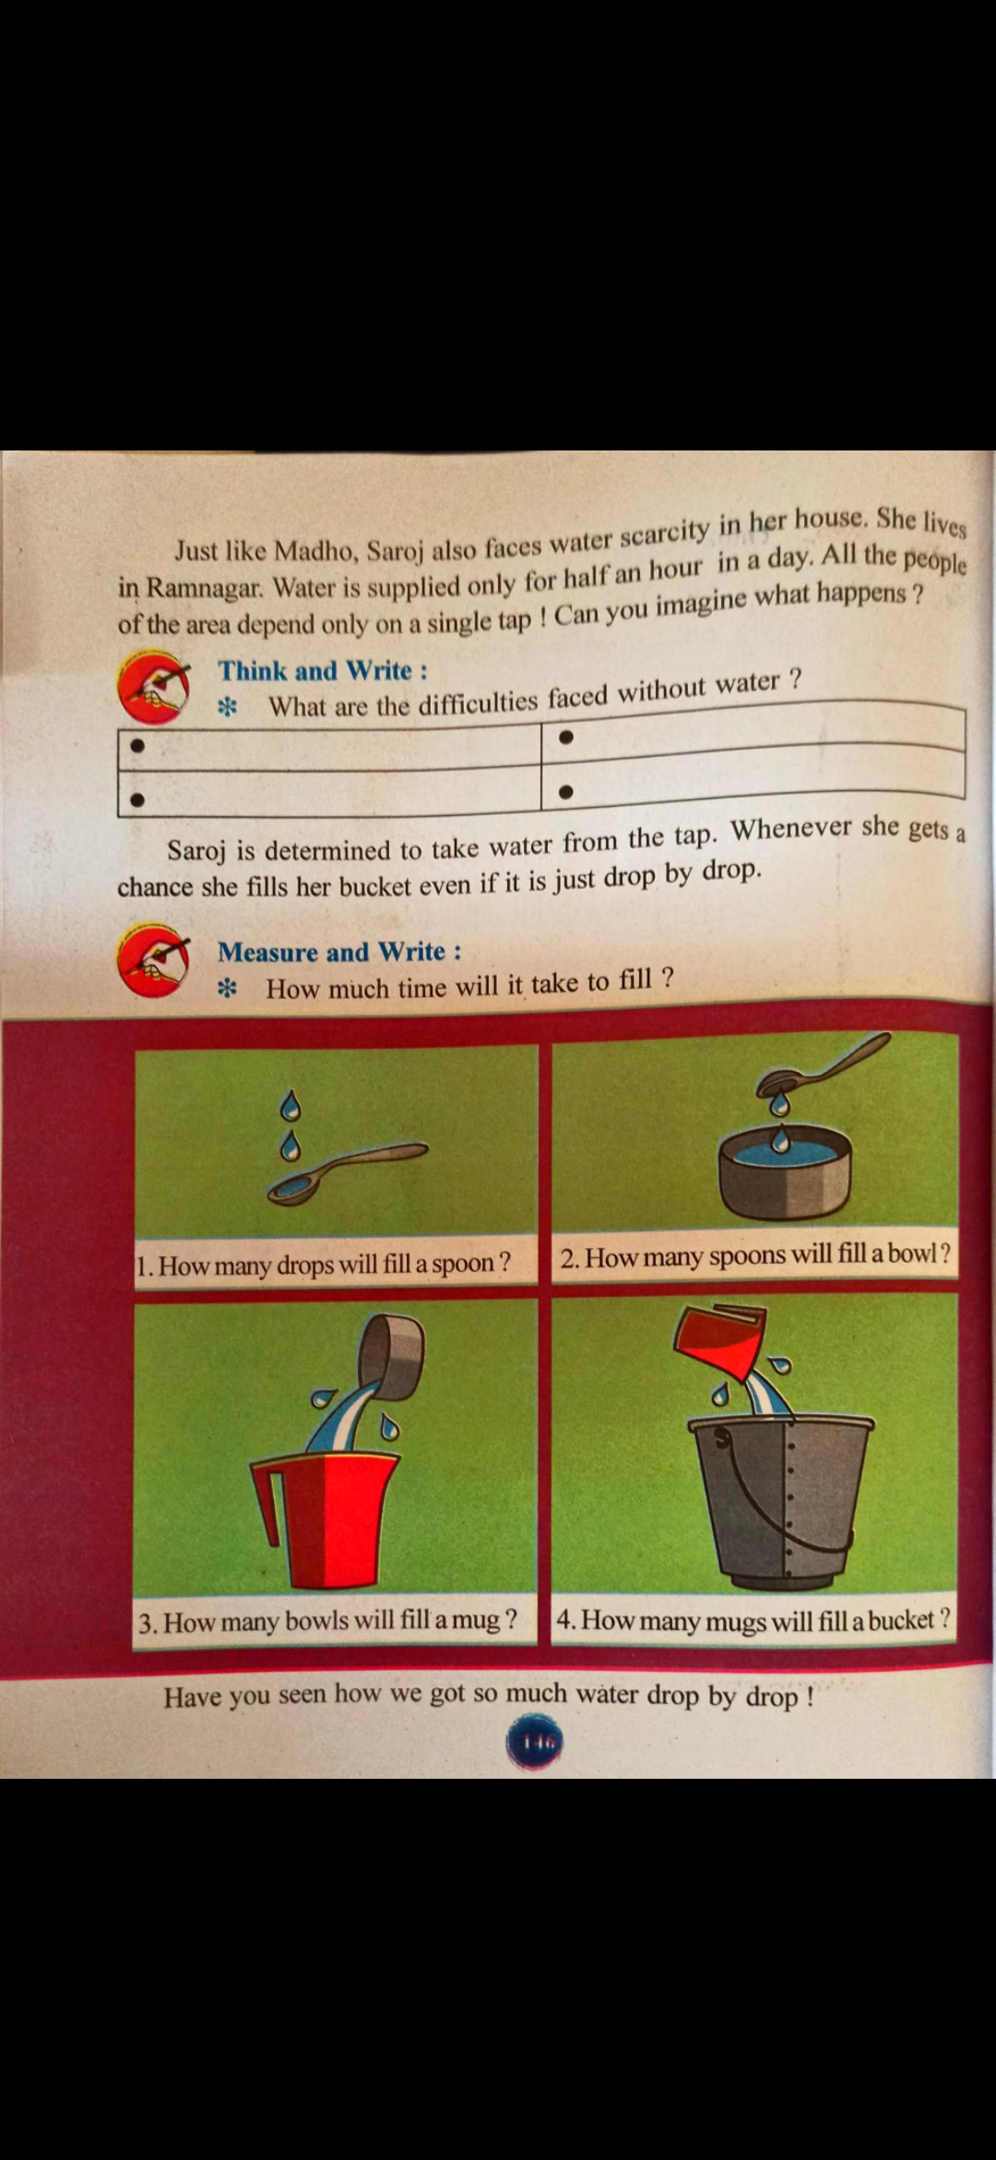 Just like Madho, Saroj also faces water scarcity in her house. She lives
in Ramnagar. Water is supplied only for half an hour in a day. All the people
of the area depend only on a single tap ! Can you imagine what happens ?
Think and Write :
✻ What are the difficulties faced without water ?
●
●
●
●
Saroj is determined to take water from the tap. Whenever she gets a
chance she fills her bucket even if it is just drop by drop.
Measure and Write :
✻ How much time will it take to fill ?
1. How many drops will fill a spoon ?
2. How many spoons will fill a bowl ?
3. How many bowls will fill a mug ?
4. How many mugs will fill a bucket ?
Have you seen how we got so much water drop by drop !
146